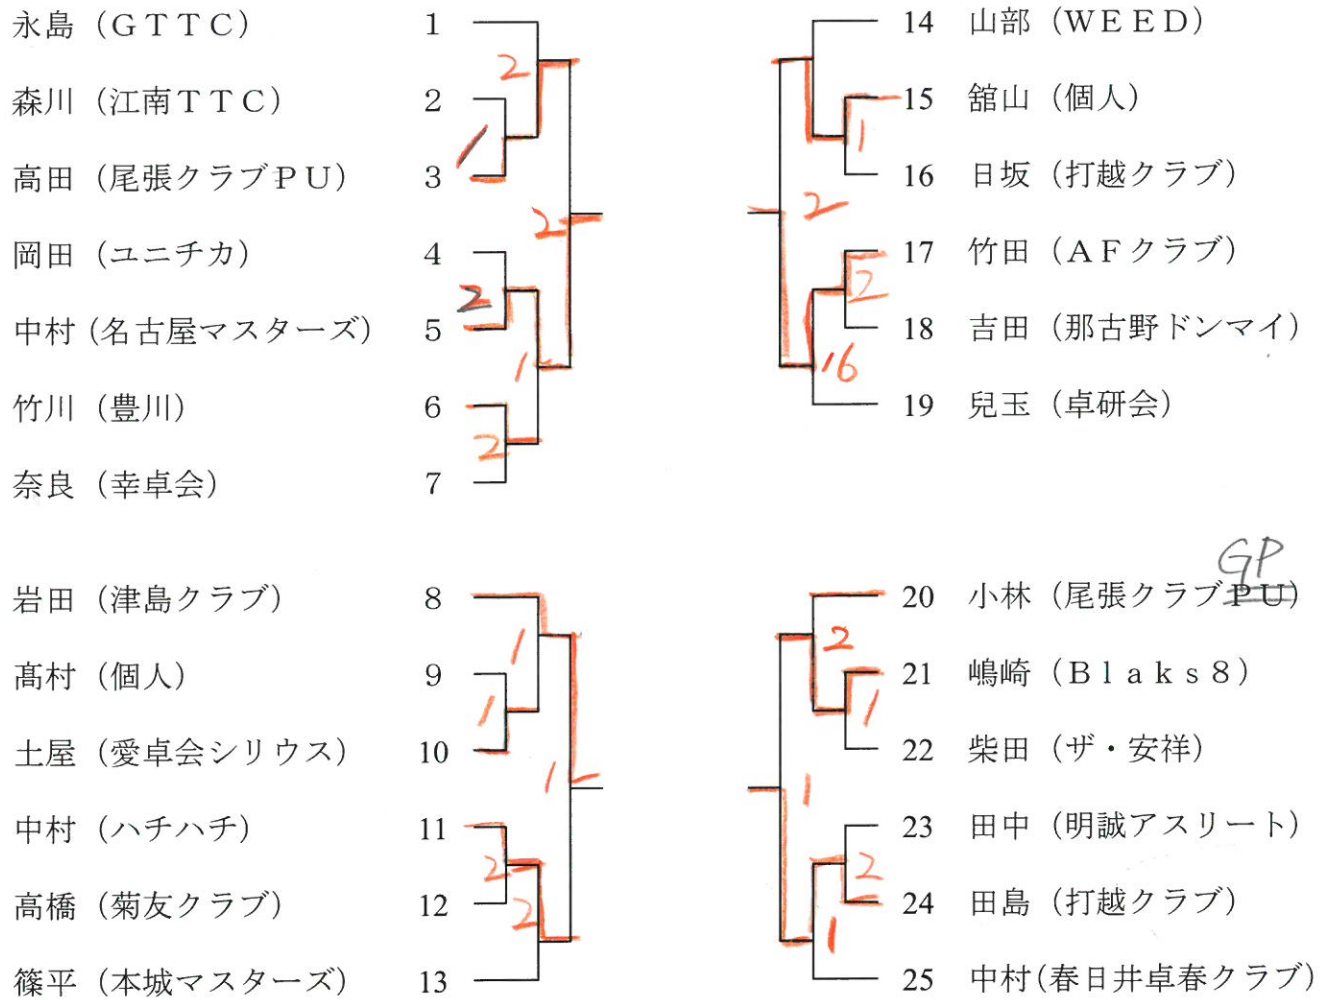 永島（ＧＴＴＣ） 1
2
森川（江南ＴＴＣ） 2
1
高田（尾張クラブＰＵ） 3
2
岡田（ユニチカ） 4
2
中村（名古屋マスターズ） 5
1
竹川（豊川） 6
2
奈良（幸卓会） 7
岩田（津島クラブ） 8
1
髙村（個人） 9
1
土屋（愛卓会シリウス） 10
1
中村（ハチハチ） 11
2
高橋（菊友クラブ） 12
2
篠平（本城マスターズ） 13
14 山部（ＷＥＥＤ）
15 舘山（個人）
1
16 日坂（打越クラブ）
2
17 竹田（ＡＦクラブ）
2
18 吉田（那古野ドンマイ）
16
19 兒玉（卓研会）
GP
20 小林（尾張クラブＰＵ）
2
21 嶋崎（Ｂｌａｋｓ８）
1
22 柴田（ザ・安祥）
1
23 田中（明誠アスリート）
2
24 田島（打越クラブ）
1
25 中村（春日井卓春クラブ）